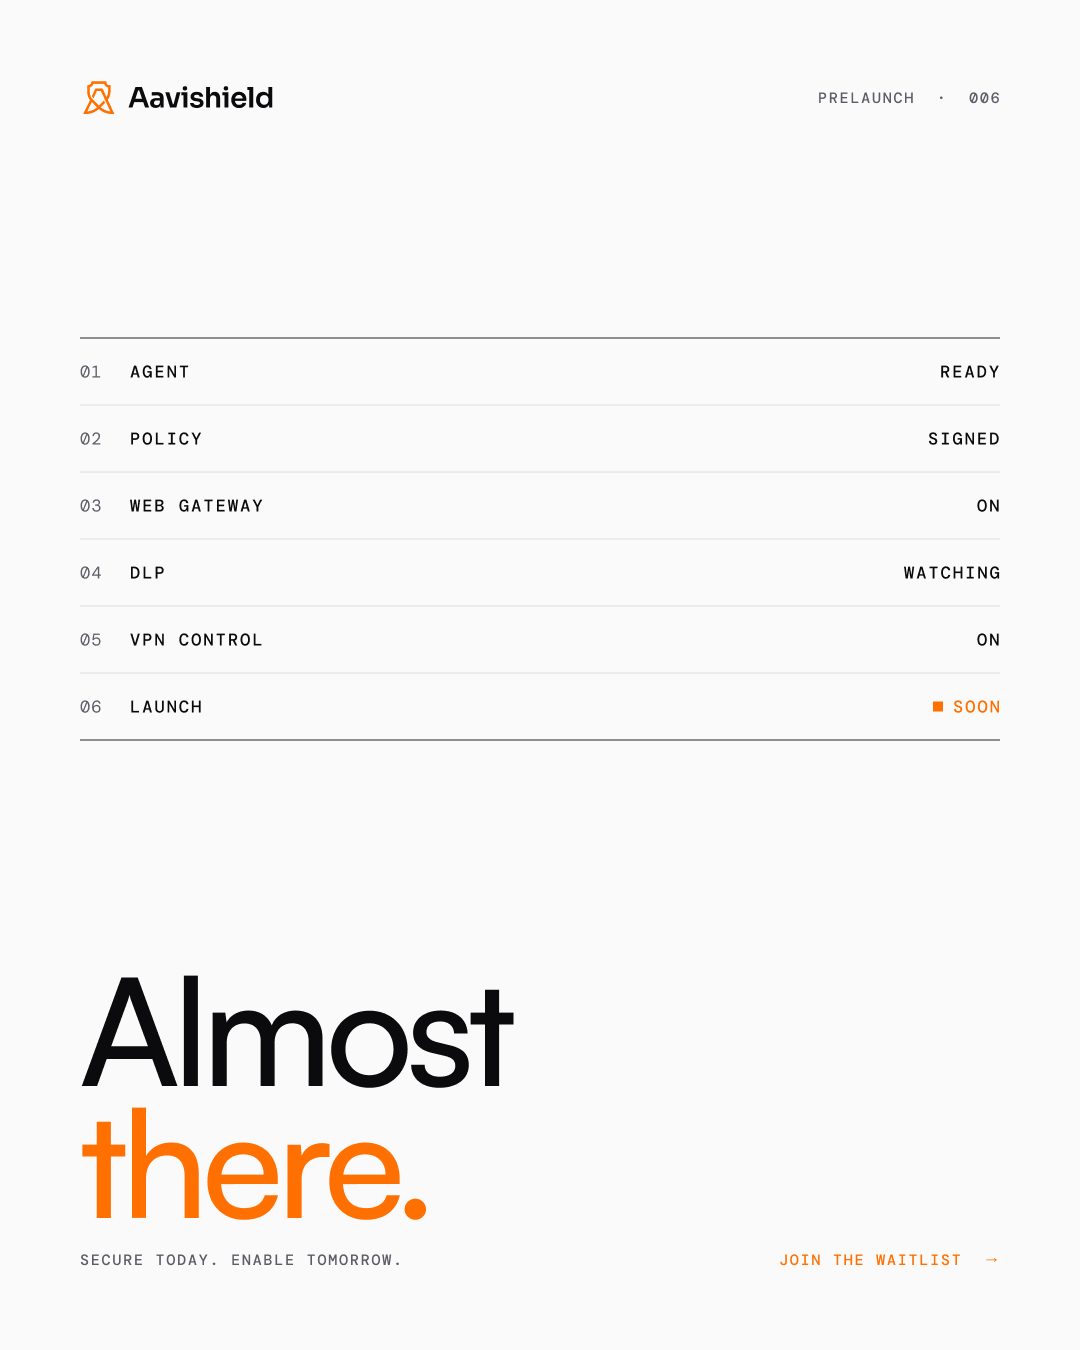 Aavishield
PRELAUNCH · 006
01 AGENT READY
02 POLICY SIGNED
03 WEB GATEWAY ON
04 DLP WATCHING
05 VPN CONTROL ON
06 LAUNCH ■ SOON
Almost
there.
SECURE TODAY. ENABLE TOMORROW.
JOIN THE WAITLIST →